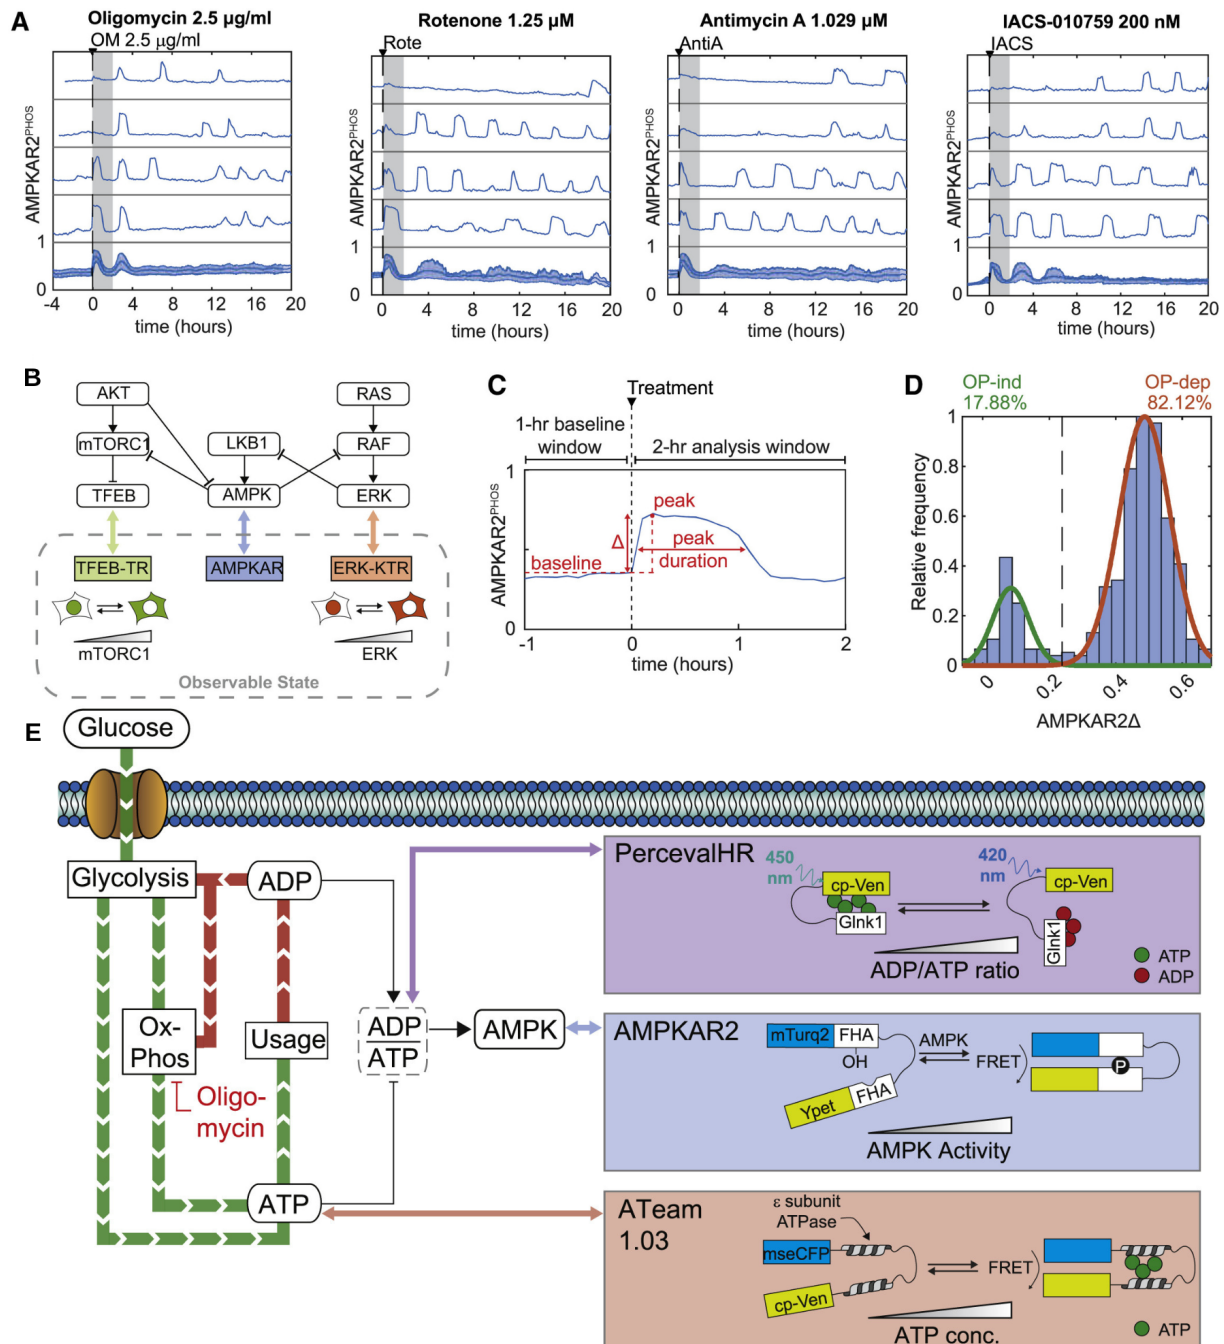 A
Oligomycin 2.5 µg/ml
OM 2.5 µg/ml
AMPKAR2PHOS
1
0
-4 0 4 8 12 16 20
time (hours)
Rotenone 1.25 µM
Rote
AMPKAR2PHOS
1
0
0 4 8 12 16 20
time (hours)
Antimycin A 1.029 µM
AntiA
AMPKAR2PHOS
1
0
0 4 8 12 16 20
time (hours)
IACS-010759 200 nM
IACS
AMPKAR2PHOS
1
0
0 4 8 12 16 20
time (hours)
B
AKT
RAS
mTORC1
LKB1
RAF
TFEB
AMPK
ERK
TFEB-TR
AMPKAR
ERK-KTR
mTORC1
ERK
Observable State
C
Treatment
1-hr baseline
window
2-hr analysis window
1
AMPKAR2PHOS
peak
Δ
peak
duration
baseline
0
-1 0 1 2
time (hours)
D
OP-ind
17.88%
OP-dep
82.12%
Relative frequency
1
0.8
0.6
0.4
0.2
0
0 0.2 0.4 0.6
AMPKAR2Δ
E
Glucose
Glycolysis
ADP
Ox-
Phos
Usage
Oligo-
mycin
ATP
ADP
ATP
AMPK
PercevalHR
450
nm
cp-Ven
Glnk1
420
nm
cp-Ven
Glnk1
ADP/ATP ratio
ATP
ADP
AMPKAR2
mTurq2
FHA
OH
Ypet
FHA
AMPK
FRET
P
AMPK Activity
ATeam
1.03
ε subunit
ATPase
mseCFP
cp-Ven
FRET
ATP conc.
ATP